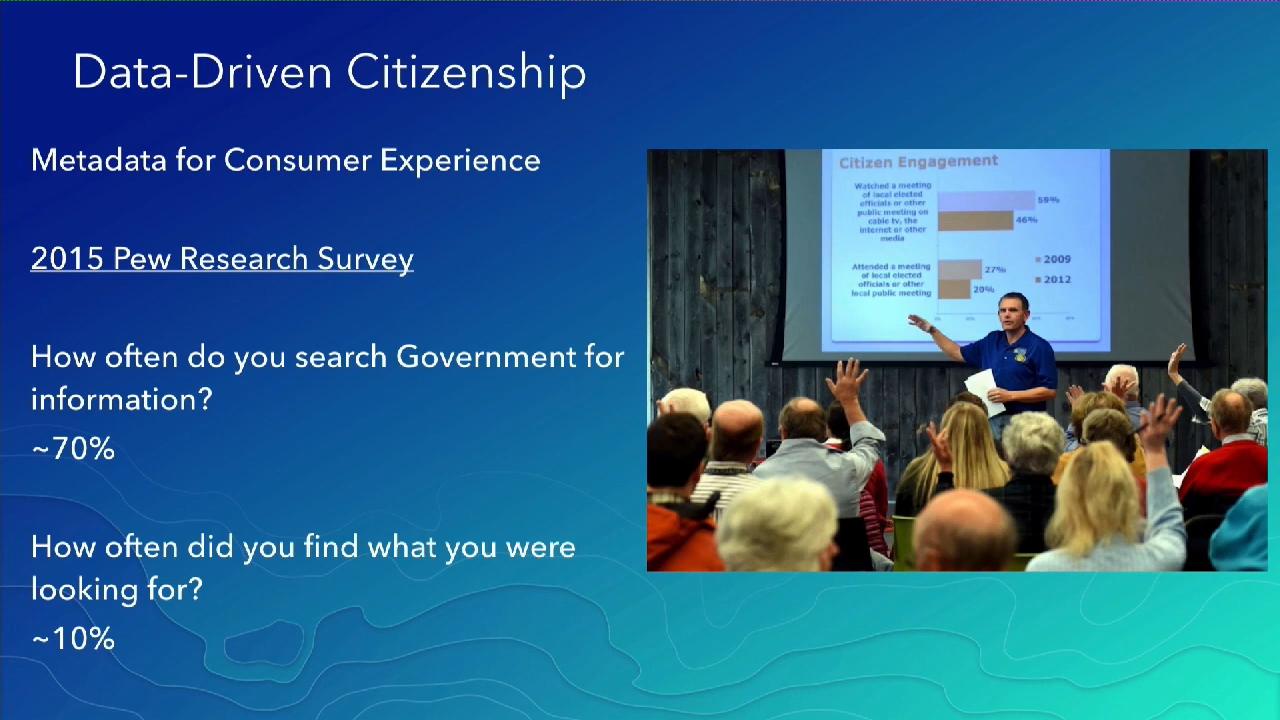 Data-Driven Citizenship
Metadata for Consumer Experience
2015 Pew Research Survey
How often do you search Government for
information?
~70%
How often did you find what you were
looking for?
~10%
Citizen Engagement
Watched a meeting
of local elected
officials or other
public meeting on
cable tv, the
internet or other
media
59%
46%
Attended a meeting
of local elected
officials or other
local public meeting
27%
20%
2009
2012